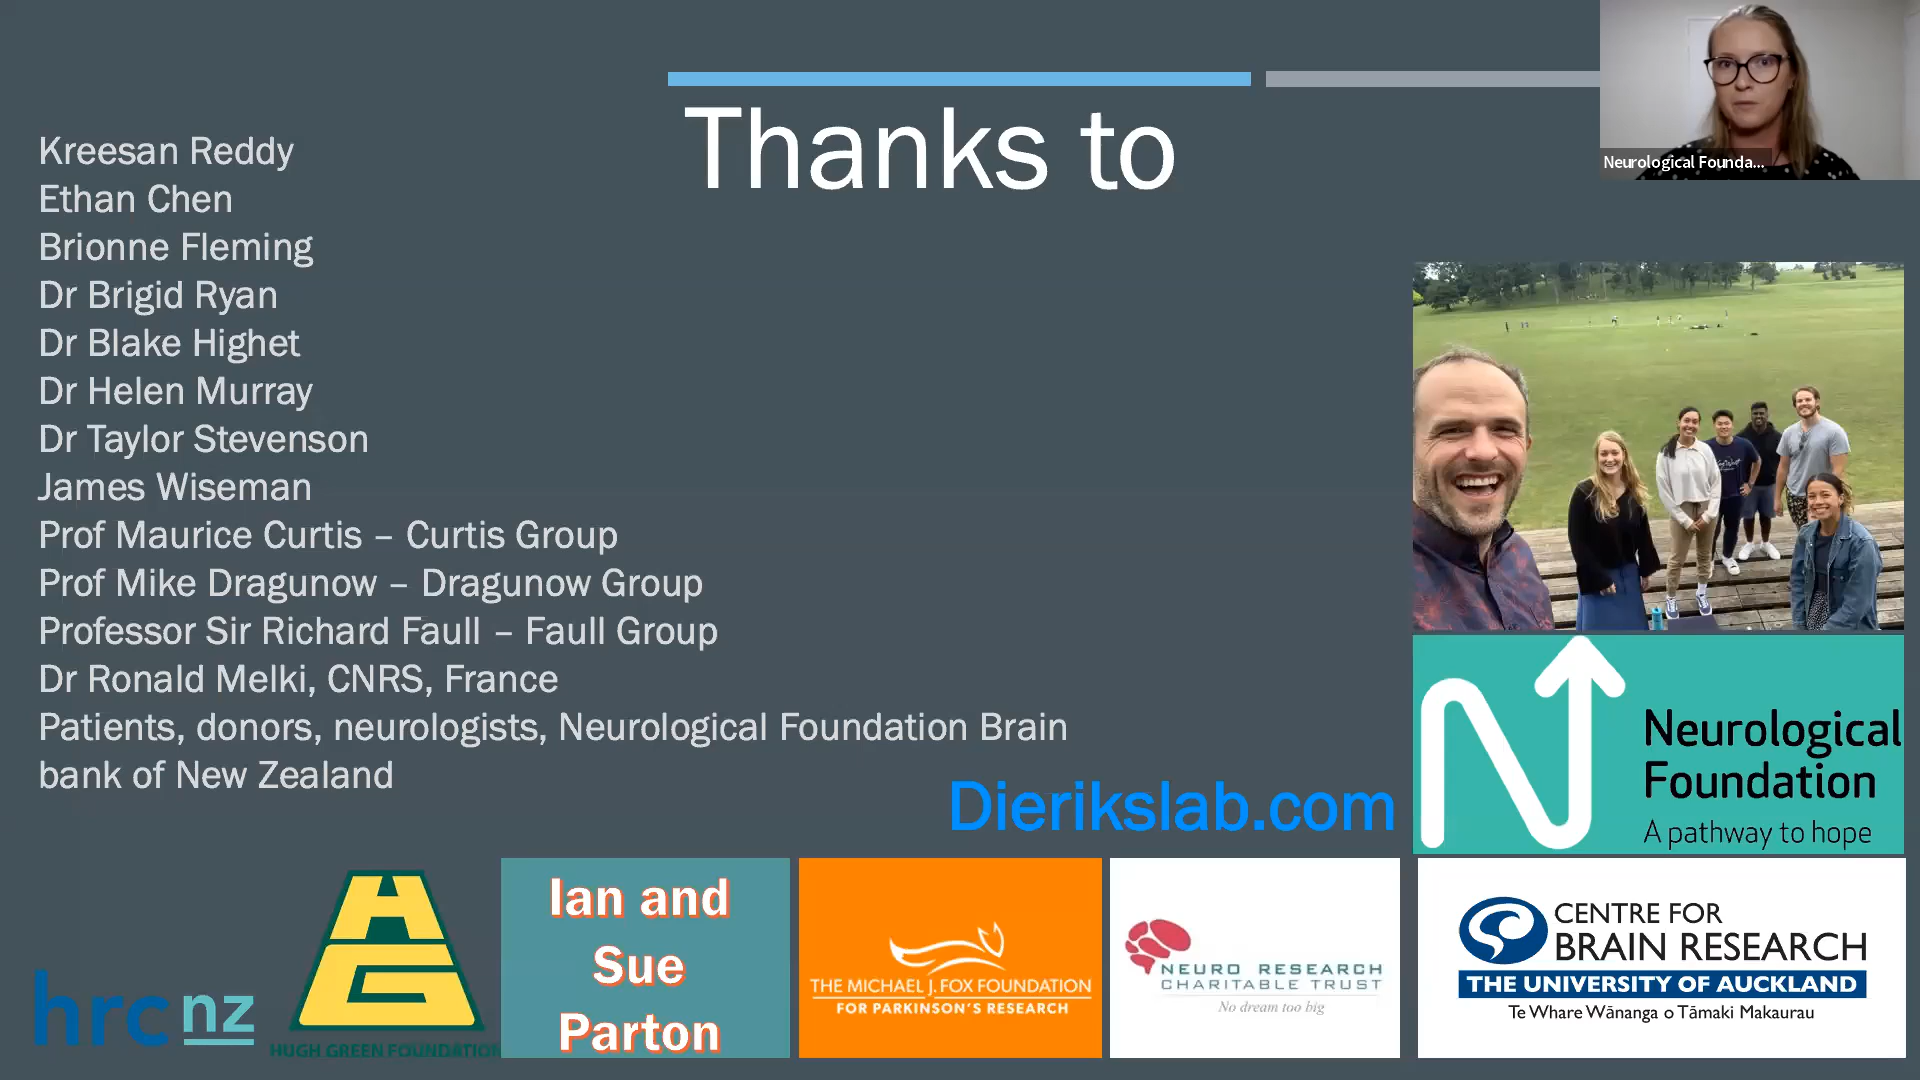 Thanks to
Neurological Founda...
Kreesan Reddy
Ethan Chen
Brionne Fleming
Dr Brigid Ryan
Dr Blake Highet
Dr Helen Murray
Dr Taylor Stevenson
James Wiseman
Prof Maurice Curtis – Curtis Group
Prof Mike Dragunow – Dragunow Group
Professor Sir Richard Faull – Faull Group
Dr Ronald Melki, CNRS, France
Patients, donors, neurologists, Neurological Foundation Brain
bank of New Zealand
Dierikslab.com
Neurological
Foundation
A pathway to hope
hrc nz
HG
HUGH GREEN FOUNDATION
Ian and
Sue
Parton
THE MICHAEL J. FOX FOUNDATION
FOR PARKINSON'S RESEARCH
NEURO RESEARCH
CHARITABLE TRUST
No dream too big
CENTRE FOR
BRAIN RESEARCH
THE UNIVERSITY OF AUCKLAND
Te Whare Wānanga o Tāmaki Makaurau